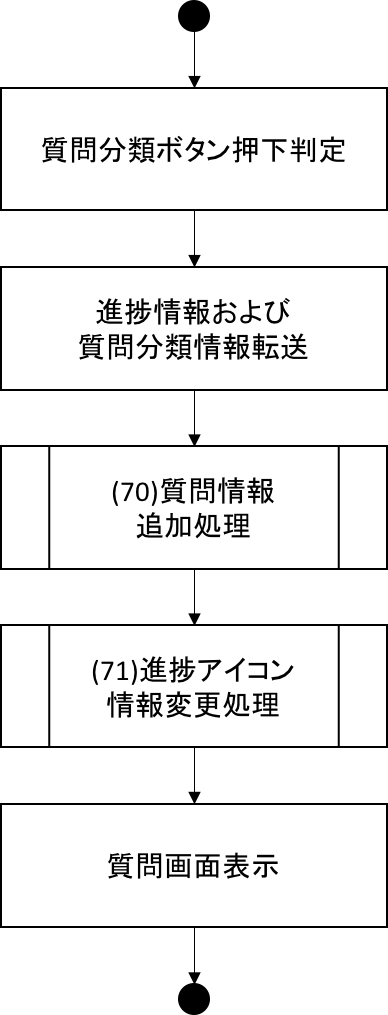 質問分類ボタン押下判定
進捗情報および
質問分類情報転送
(70)質問情報
追加処理
(71)進捗アイコン
情報変更処理
質問画面表示